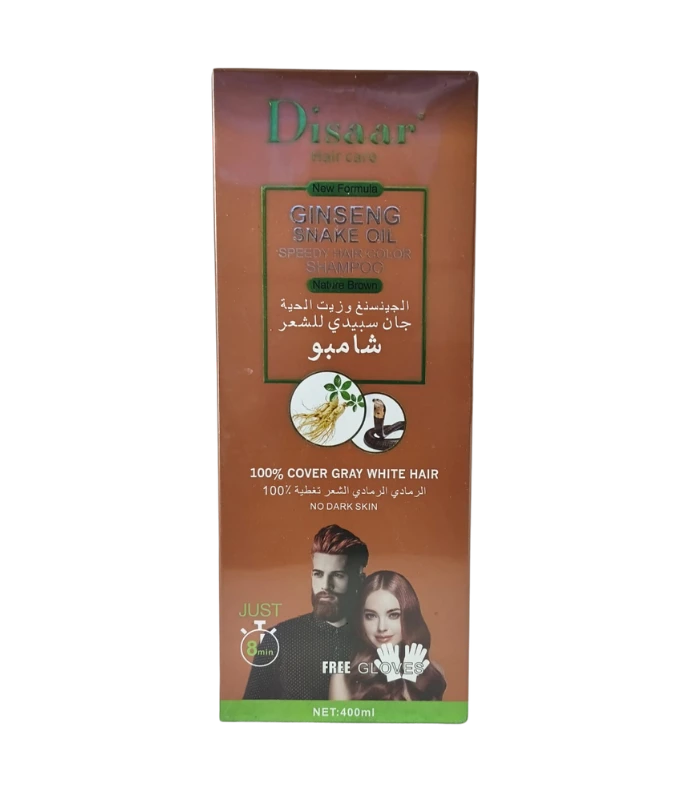 Disaar
Hair care
New Formula
GINSENG
SNAKE OIL
SPEEDY HAIR COLOR
SHAMPOO
Nature Brown
الجينسنغ وزيت الحية
جان سبيدي للشعر
شامبو
100% COVER GRAY WHITE HAIR
الرمادي الرمادي الشعر تغطية ٪100
NO DARK SKIN
JUST
8min
FREE GLOVES
NET:400ml